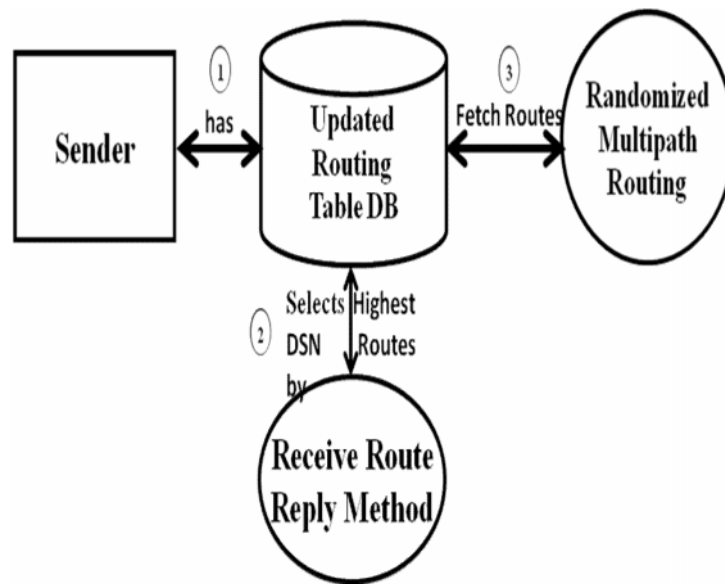 Sender
1
has
Updated
Routing
Table DB
3
Fetch Routes
Randomized
Multipath
Routing
2
Selects Highest
DSN Routes
by
Receive Route
Reply Method